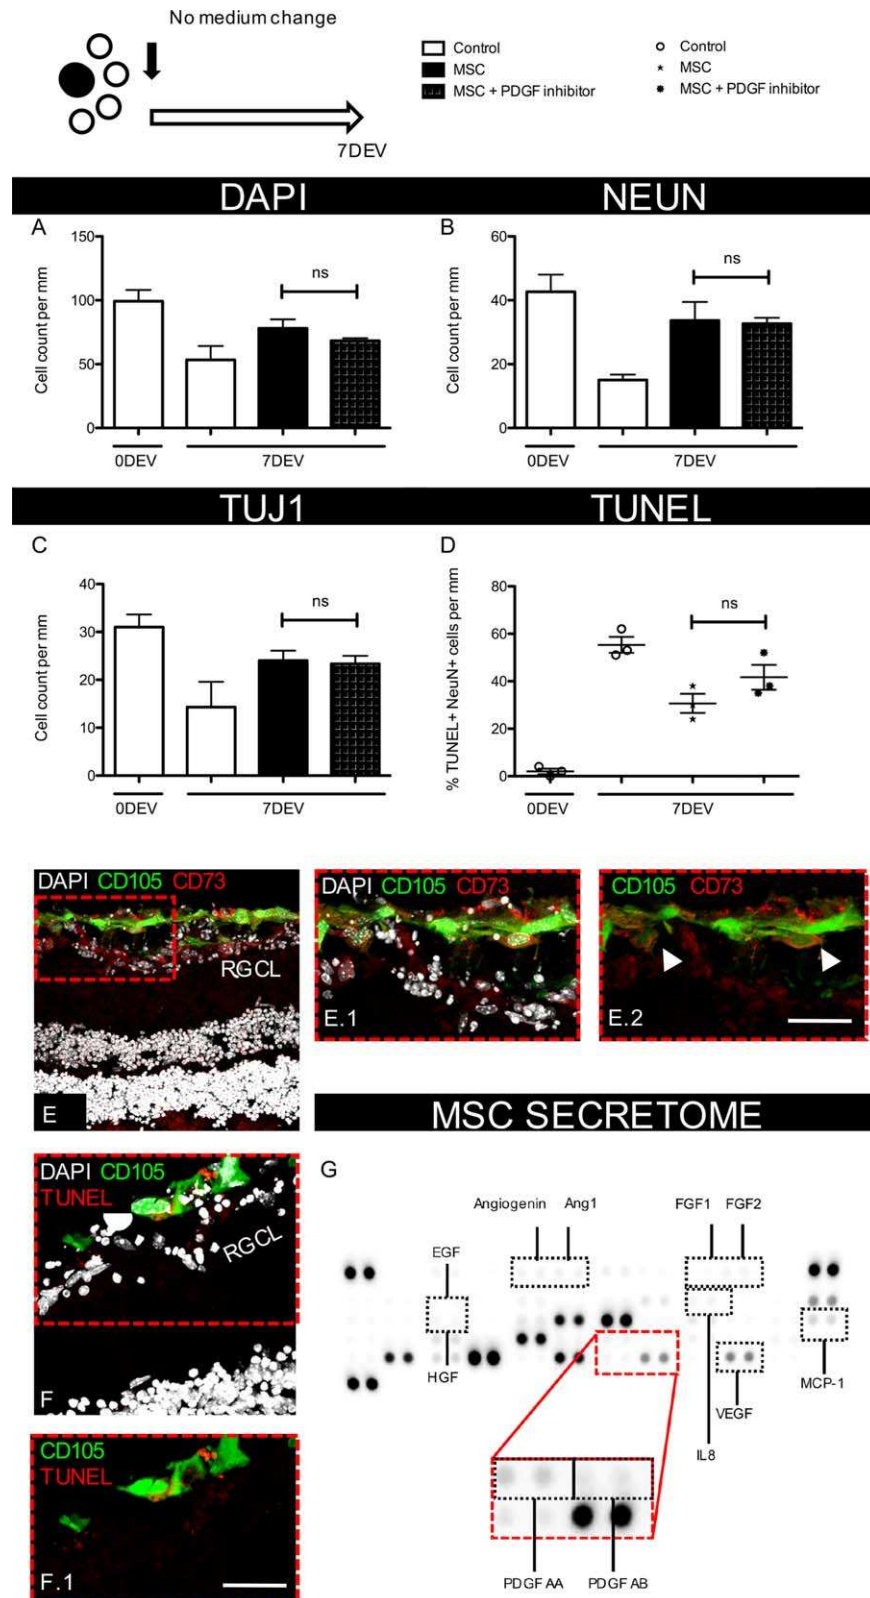 No medium change
7DEV
Control
MSC
MSC + PDGF inhibitor
Control
MSC
MSC + PDGF inhibitor
DAPI
NEUN
A
Cell count per mm
150
100
50
0
ns
0DEV
7DEV
B
Cell count per mm
60
40
20
0
ns
0DEV
7DEV
TUJ1
TUNEL
C
Cell count per mm
40
30
20
10
0
ns
0DEV
7DEV
D
% TUNEL+ NeuN+ cells per mm
80
60
40
20
0
ns
0DEV
7DEV
DAPI CD105 CD73
RGCL
E
DAPI CD105 CD73
E.1
CD105 CD73
E.2
MSC SECRETOME
DAPI CD105
TUNEL
RGCL
F
CD105
TUNEL
F.1
G
Angiogenin
Ang1
FGF1
FGF2
EGF
HGF
MCP-1
VEGF
IL8
PDGF AA
PDGF AB